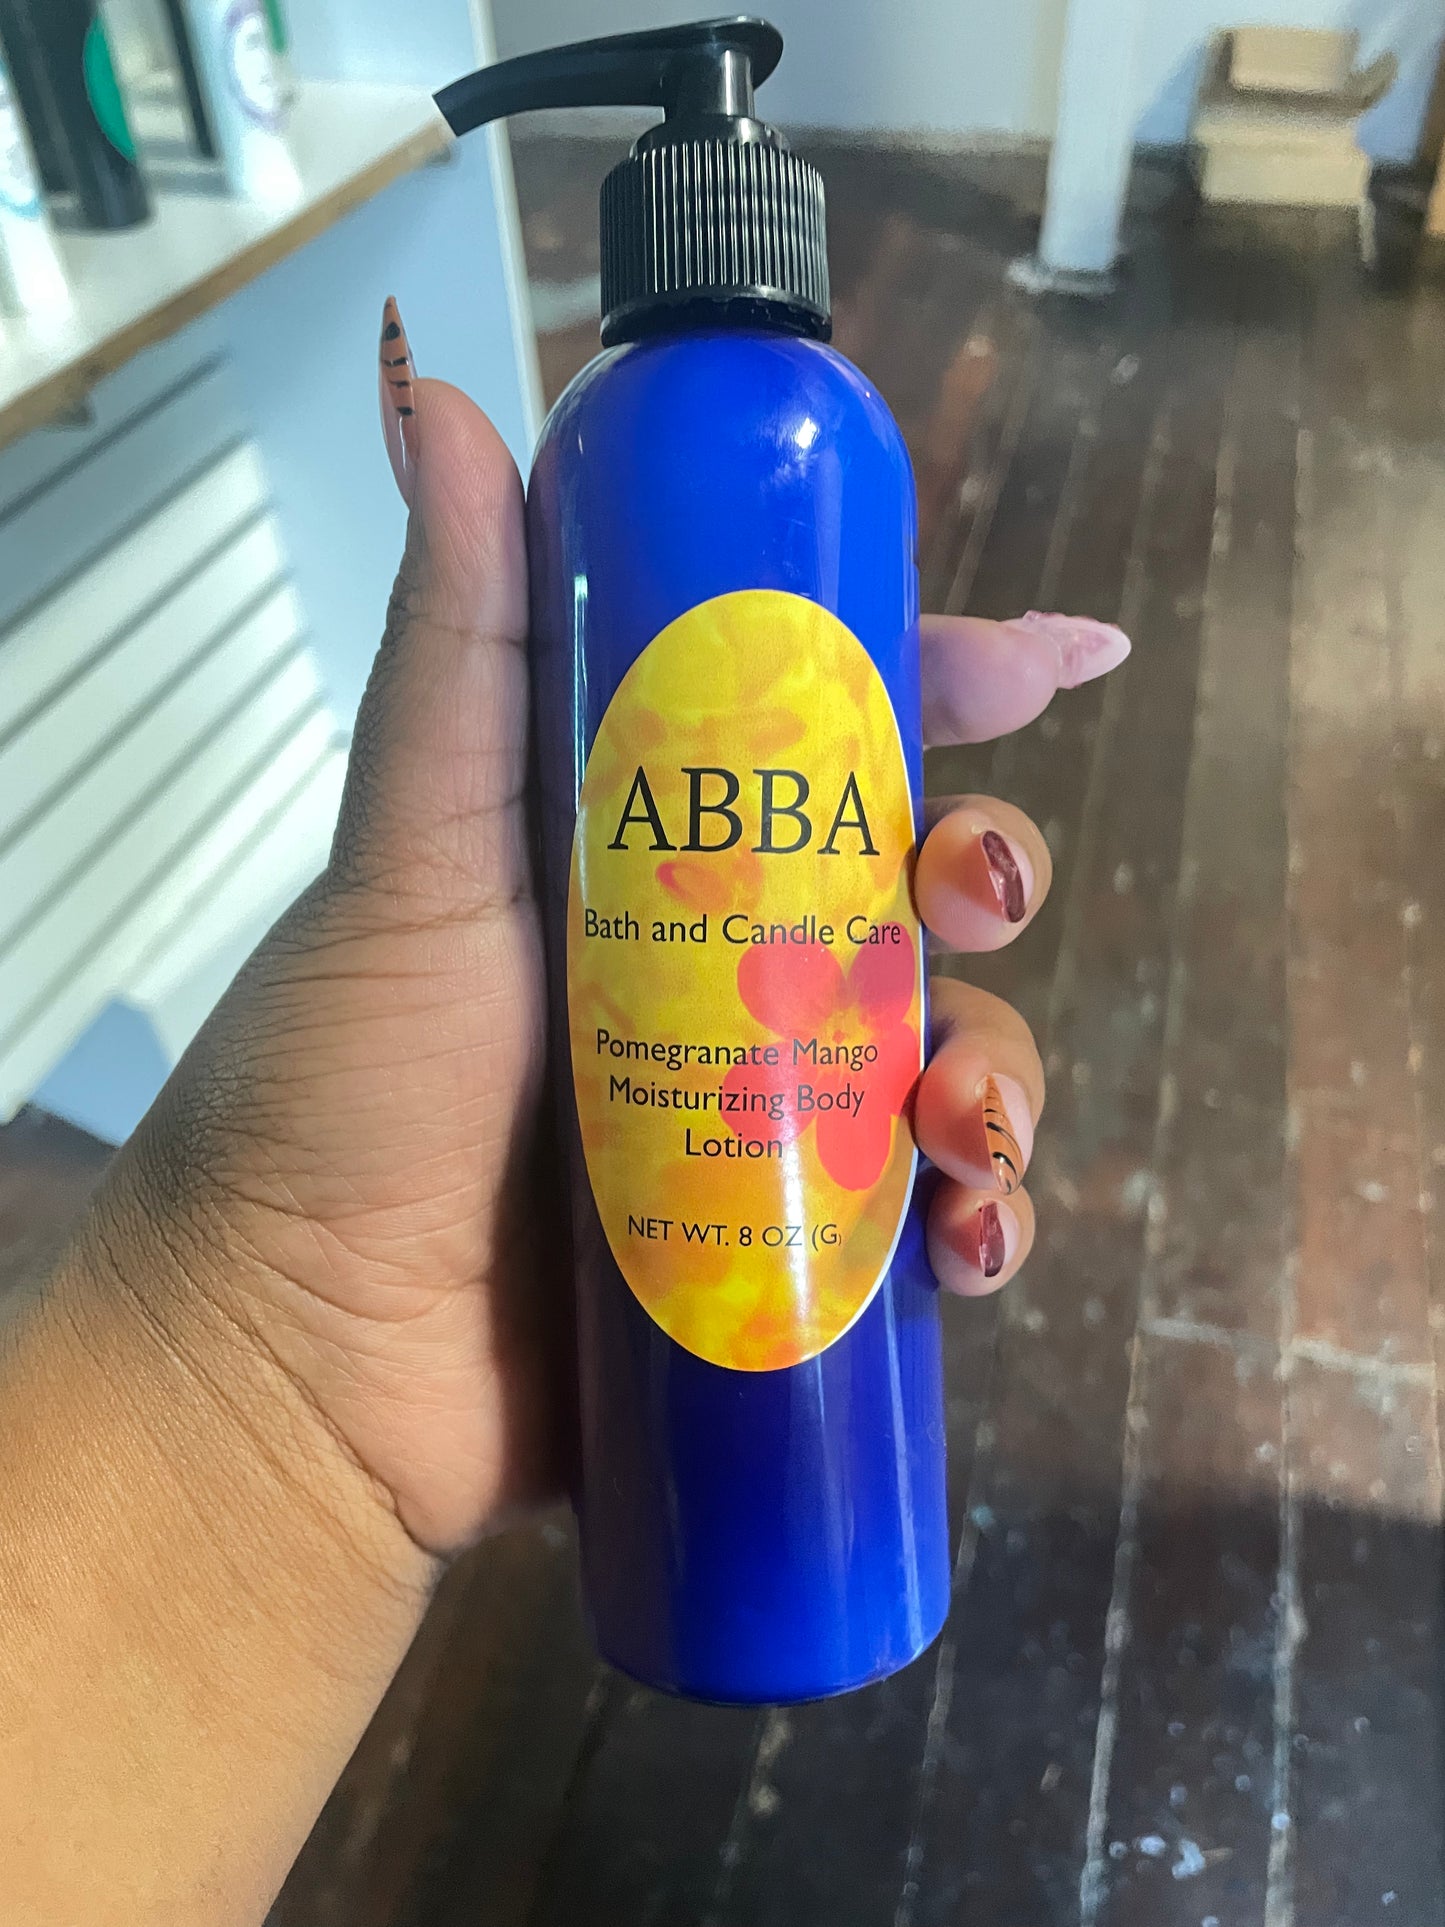 ABBA
Bath and Candle Care
Pomegranate Mango
Moisturizing Body
Lotion
NET WT. 8 OZ (G)